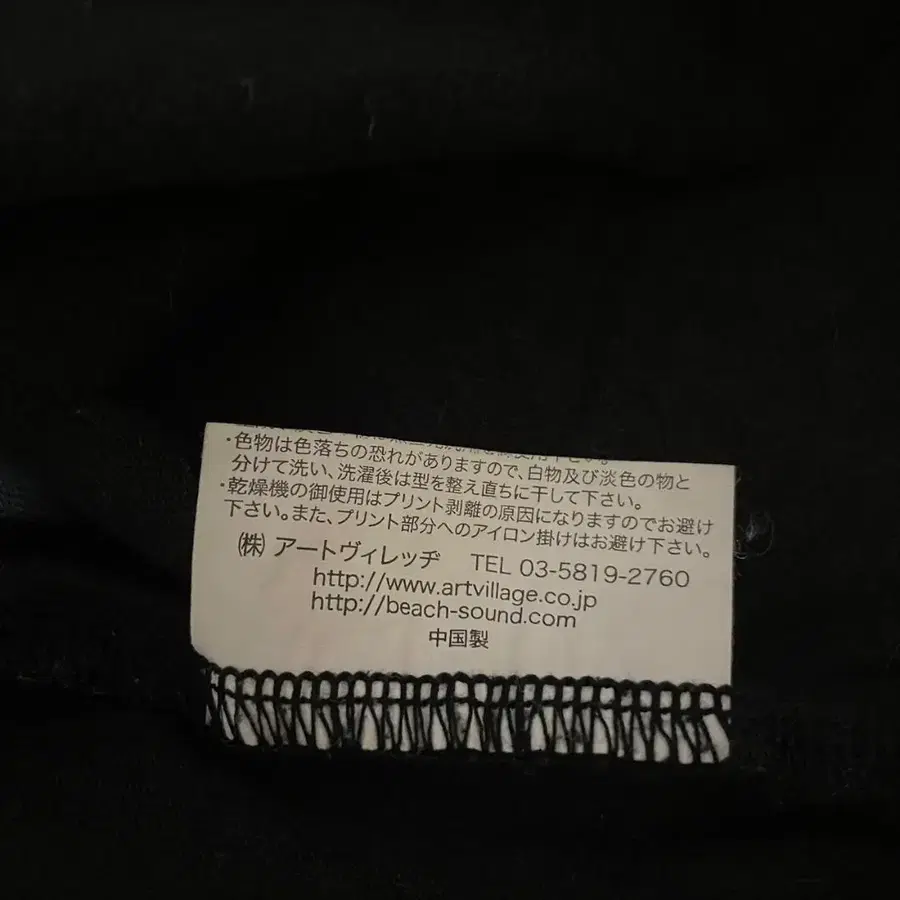 ・色物は色落ちの恐れがありますので、白物及び淡色の物と
分けて洗い、洗濯後は型を整え直ちに干して下さい。
・乾燥機の御使用はプリント剥離の原因になりますのでお避け
下さい。また、プリント部分へのアイロン掛けはお避け下さい。
㈱ アートヴィレッヂ TEL 03-5819-2760
http://www.artvillage.co.jp
http://beach-sound.com
中国製